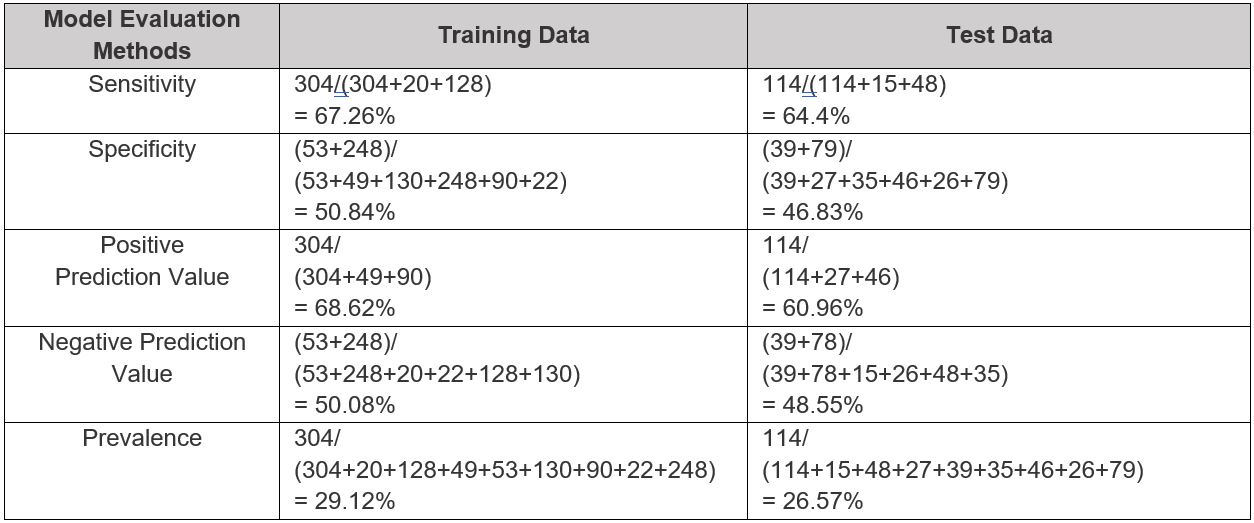 Model Evaluation
Methods
Training Data
Test Data
Sensitivity
304/(304+20+128)
= 67.26%
114/(114+15+48)
= 64.4%
Specificity
(53+248)/
(53+49+130+248+90+22)
= 50.84%
(39+79)/
(39+27+35+46+26+79)
= 46.83%
Positive
Prediction Value
304/
(304+49+90)
= 68.62%
114/
(114+27+46)
= 60.96%
Negative Prediction
Value
(53+248)/
(53+248+20+22+128+130)
= 50.08%
(39+78)/
(39+78+15+26+48+35)
= 48.55%
Prevalence
304/
(304+20+128+49+53+130+90+22+248)
= 29.12%
114/
(114+15+48+27+39+35+46+26+79)
= 26.57%